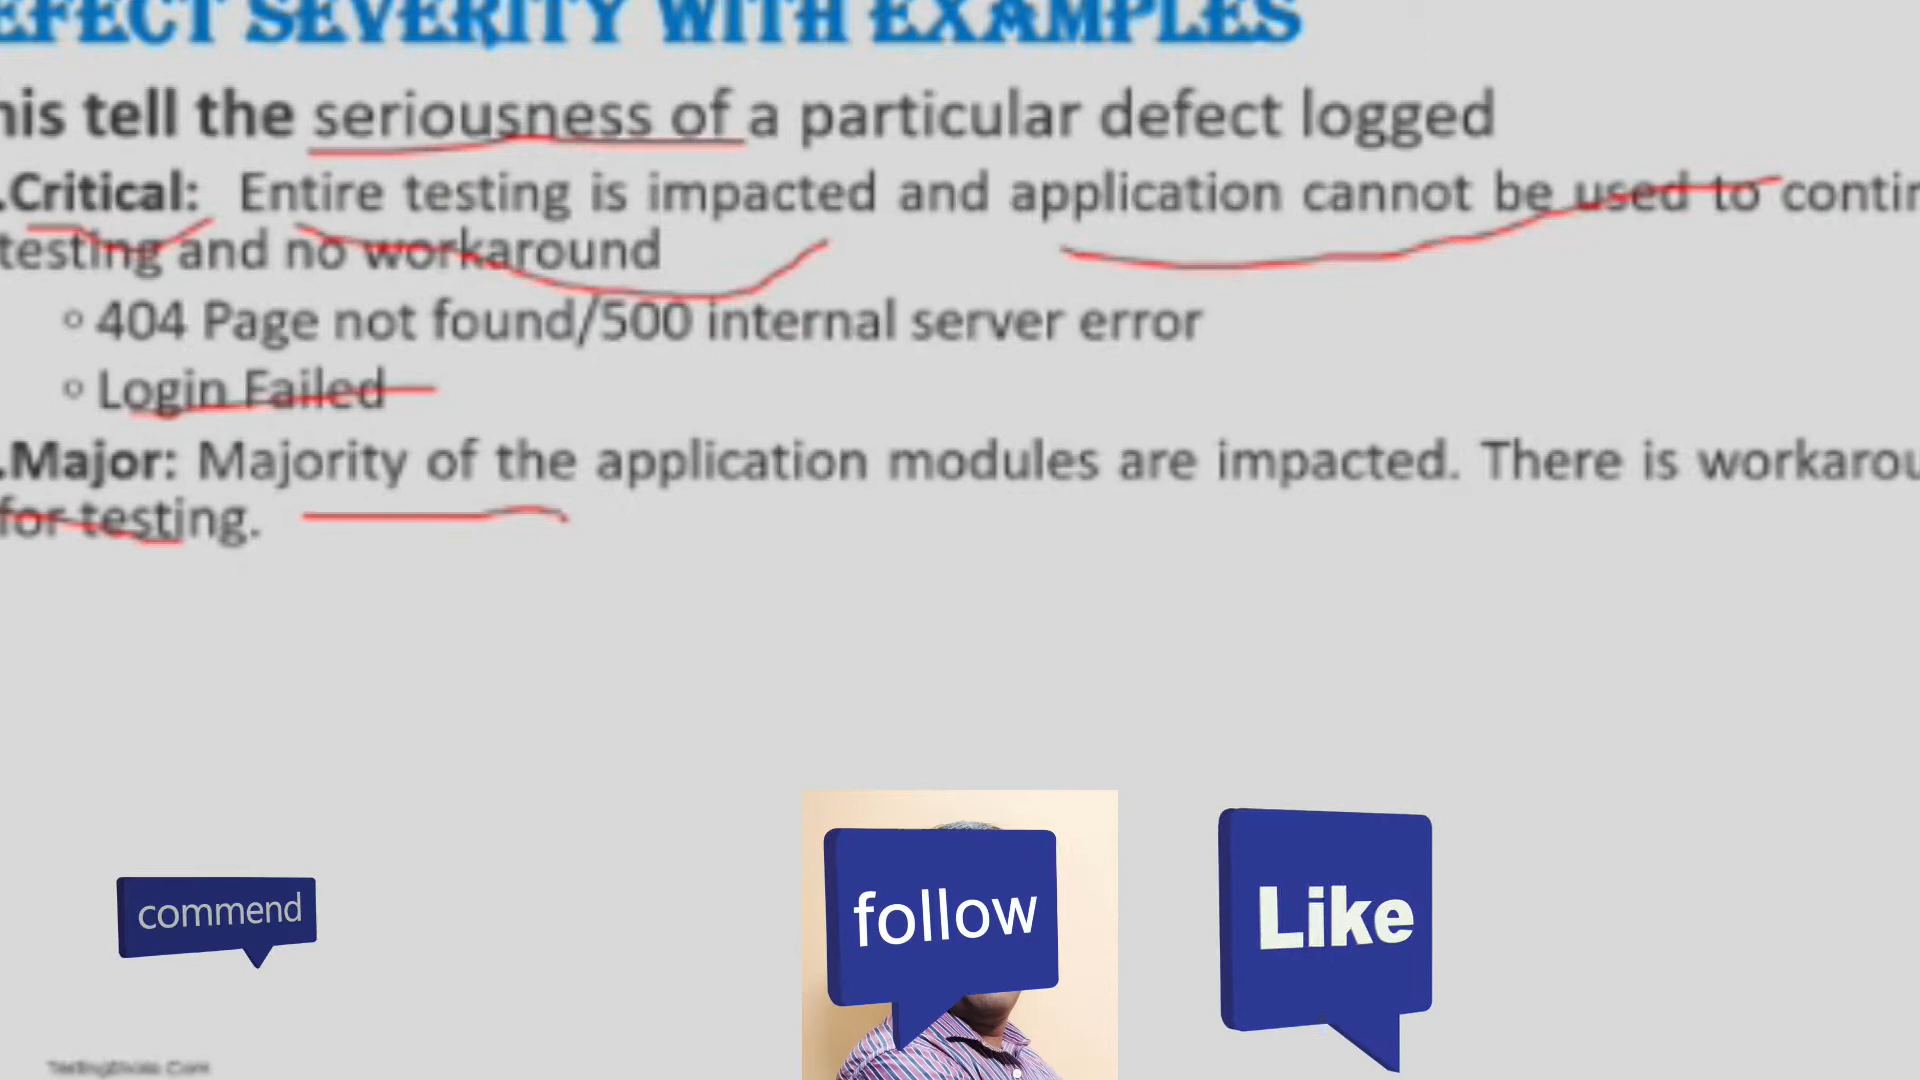 EFECT SEVERITY WITH EXAMPLES
his tell the seriousness of a particular defect logged
.Critical: Entire testing is impacted and application cannot be used to contin
testing and no workaround
404 Page not found/500 internal server error
Login Failed
.Major: Majority of the application modules are impacted. There is workarou
for testing.
commend
follow
Like